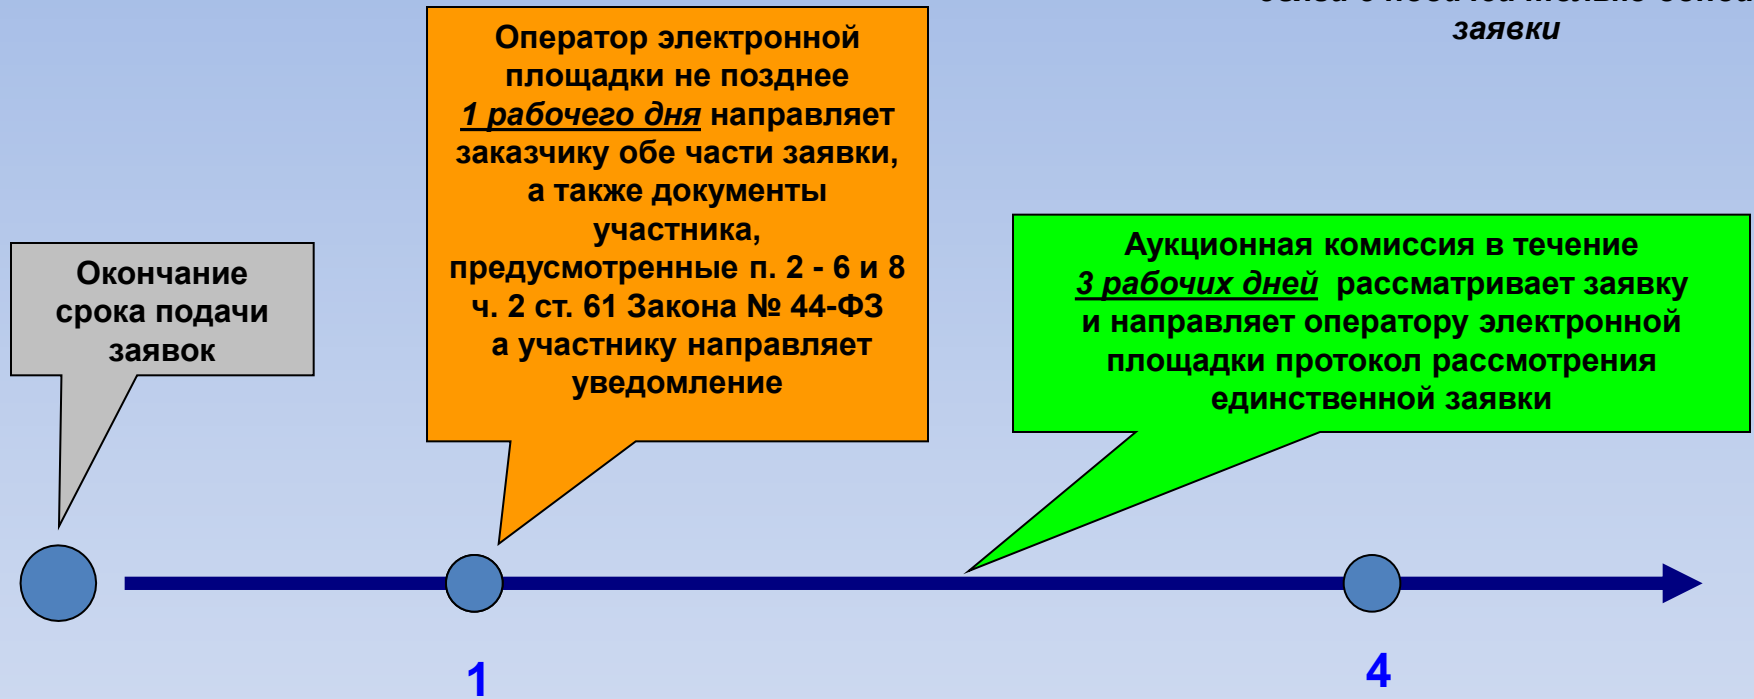 заявки
Оператор электронной
площадки не позднее
1 рабочего дня направляет
заказчику обе части заявки,
а также документы
участника,
предусмотренные п. 2 - 6 и 8
ч. 2 ст. 61 Закона № 44-ФЗ
а участнику направляет
уведомление
Окончание
срока подачи
заявок
Аукционная комиссия в течение
3 рабочих дней рассматривает заявку
и направляет оператору электронной
площадки протокол рассмотрения
единственной заявки
1
4